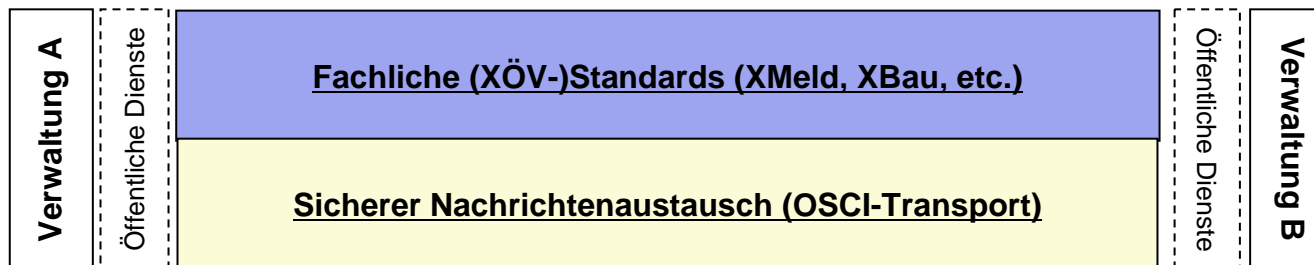 Verwaltung A
Öffentliche Dienste
Fachliche (XÖV-)Standards (XMeld, XBau, etc.)
Sicherer Nachrichtenaustausch (OSCI-Transport)
Öffentliche Dienste
Verwaltung B